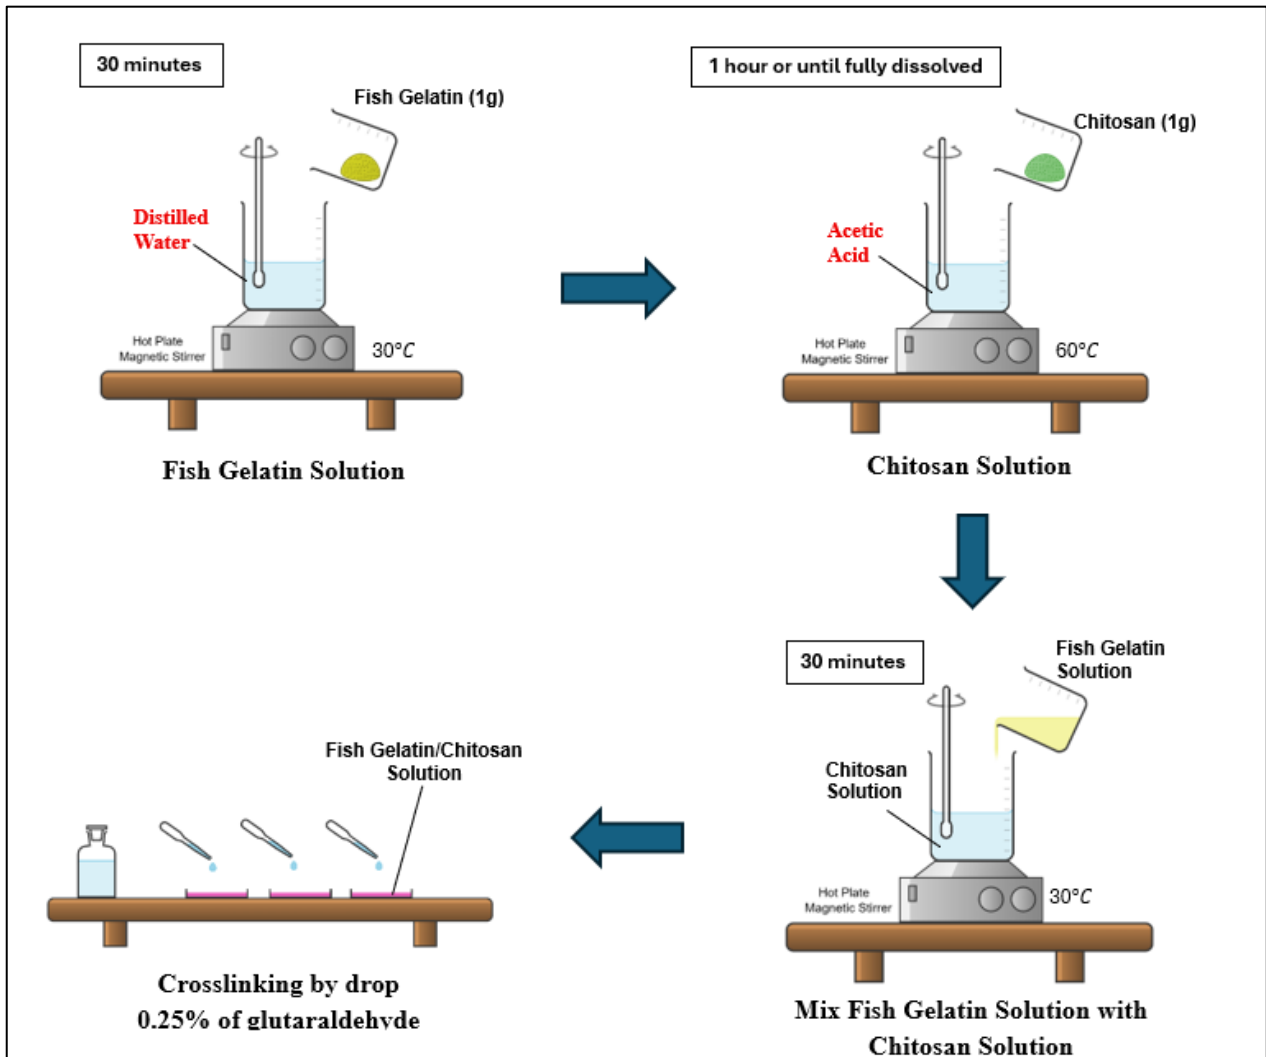 30 minutes
Fish Gelatin (1g)
Distilled
Water
Hot Plate
Magnetic Stirrer
30°C
Fish Gelatin Solution
1 hour or until fully dissolved
Chitosan (1g)
Acetic
Acid
Hot Plate
Magnetic Stirrer
60°C
Chitosan Solution
30 minutes
Fish Gelatin
Solution
Chitosan
Solution
Hot Plate
Magnetic Stirrer
30°C
Mix Fish Gelatin Solution with
Chitosan Solution
Fish Gelatin/Chitosan
Solution
Crosslinking by drop
0.25% of glutaraldehyde